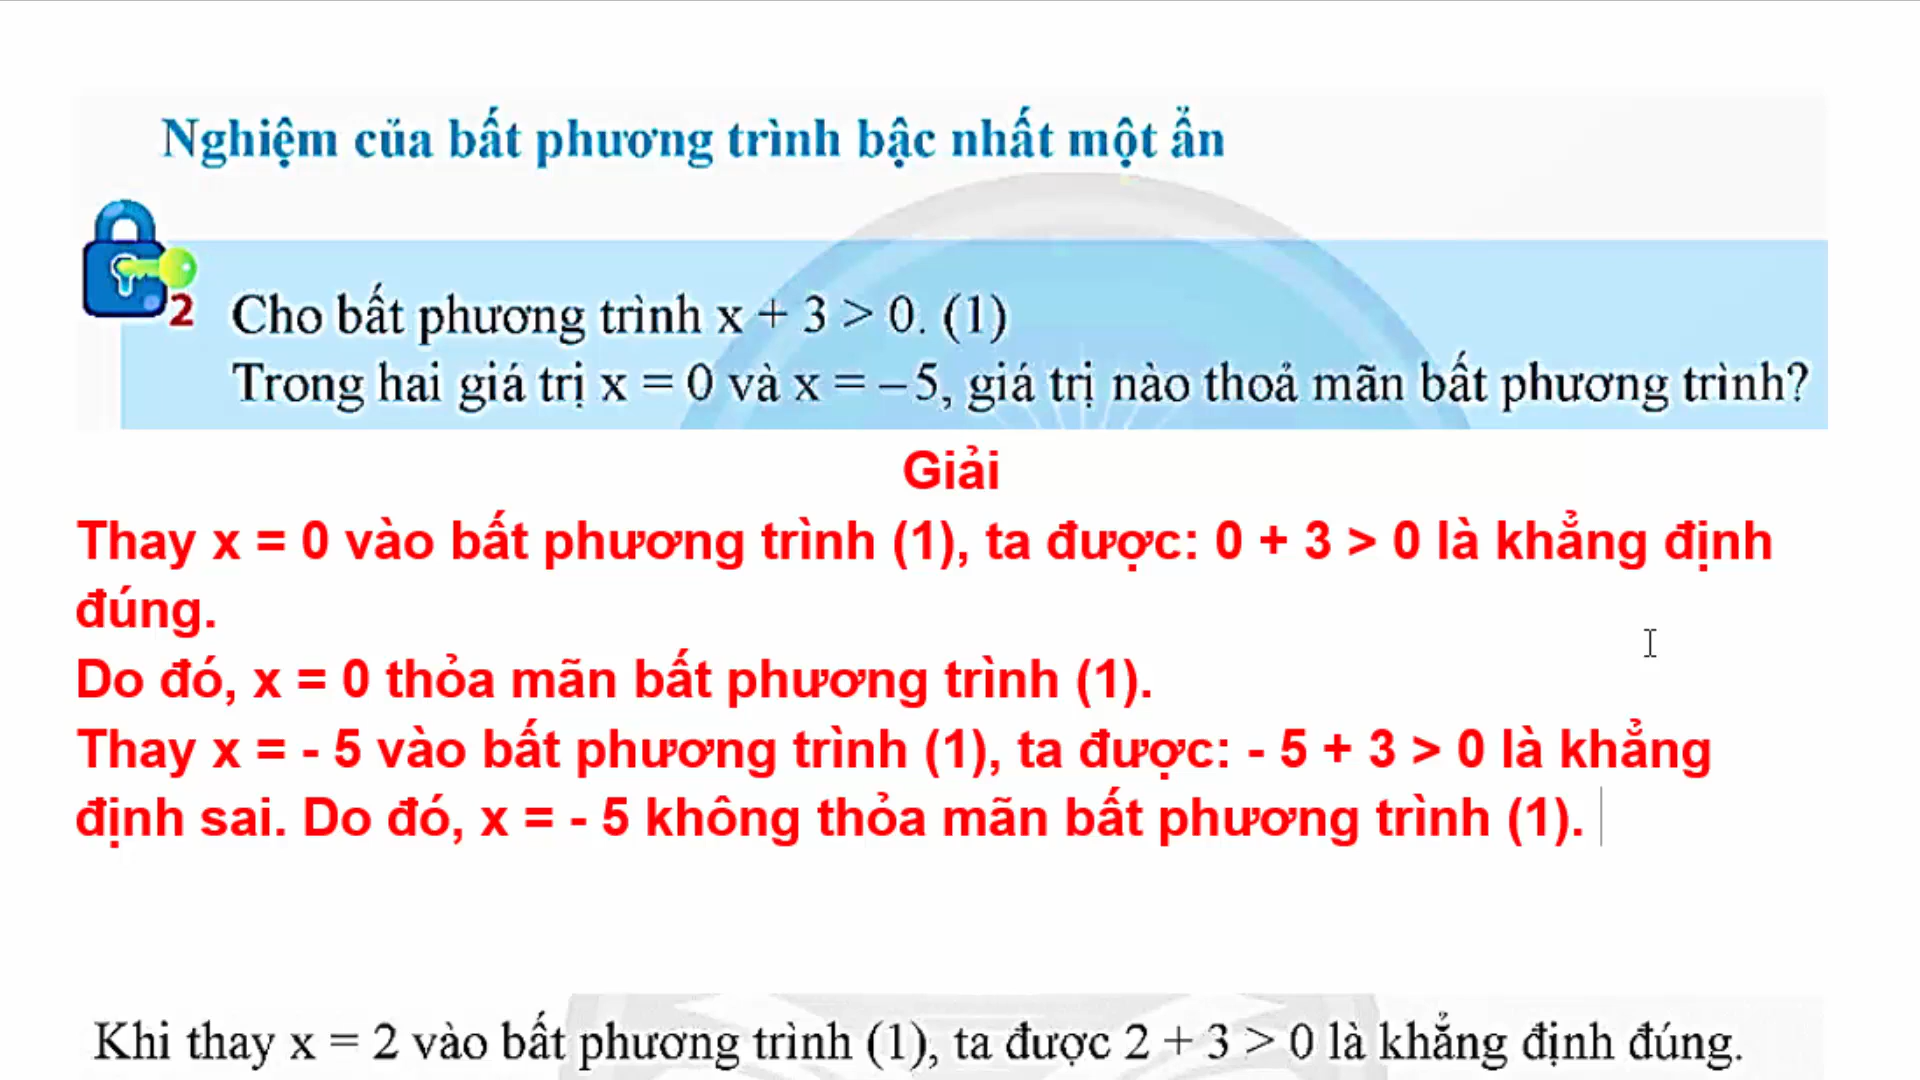 Nghiệm của bất phương trình bậc nhất một ẩn
2
Cho bất phương trình x + 3 > 0. (1)
Trong hai giá trị x = 0 và x = – 5, giá trị nào thoả mãn bất phương trình?
Giải
Thay x = 0 vào bất phương trình (1), ta được: 0 + 3 > 0 là khẳng định
đúng.
Do đó, x = 0 thỏa mãn bất phương trình (1).
Thay x = - 5 vào bất phương trình (1), ta được: - 5 + 3 > 0 là khẳng
định sai. Do đó, x = - 5 không thỏa mãn bất phương trình (1).
Khi thay x = 2 vào bất phương trình (1), ta được 2 + 3 > 0 là khẳng định đúng.